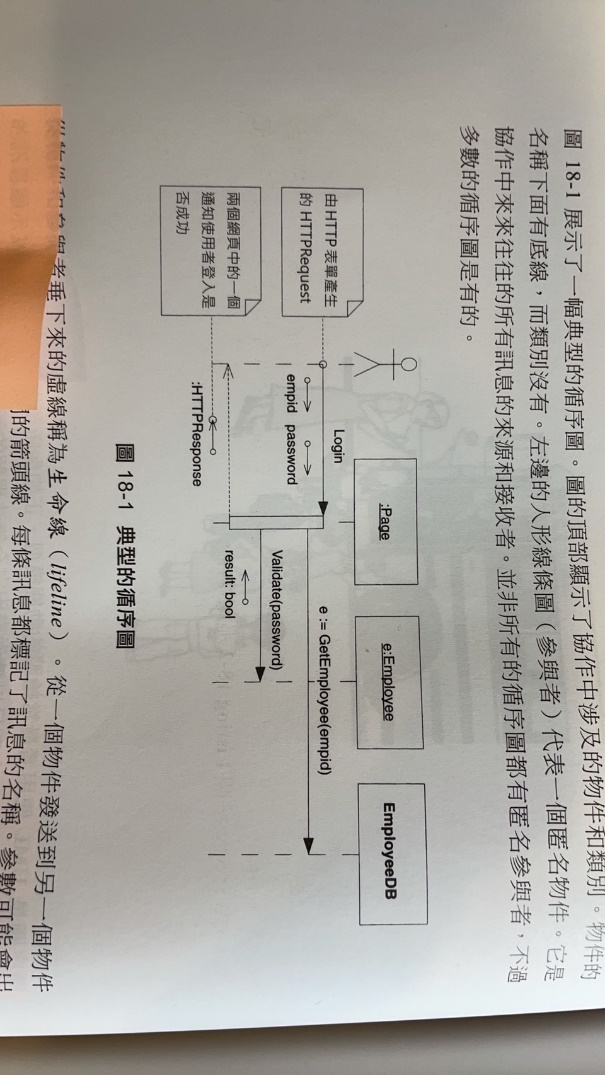 圖 18-1 展示了一幅典型的循序圖。圖的頂部顯示了協作中涉及的物件和類別。物件的
名稱下面有底線，而類別沒有。左邊的人形線條圖（參與者）代表一個匿名物件。它是
協作中來來往往的所有訊息的來源和接收者。並非所有的循序圖都有匿名參與者，不過
多數的循序圖是有的。
:Page
e:Employee
EmployeeDB
由 HTTP 表單產生
的 HTTPRequest
Login
empid password
e := GetEmployee(empid)
Validate(password)
result: bool
兩個網頁中的一個
通知使用者登入是
否成功
:HTTPResponse
圖 18-1 典型的循序圖
者垂下來的虛線稱為生命線（lifeline）。從一個物件發送到另一個物件
的箭頭線。每條訊息都標記了訊息的名稱。參數可能會出